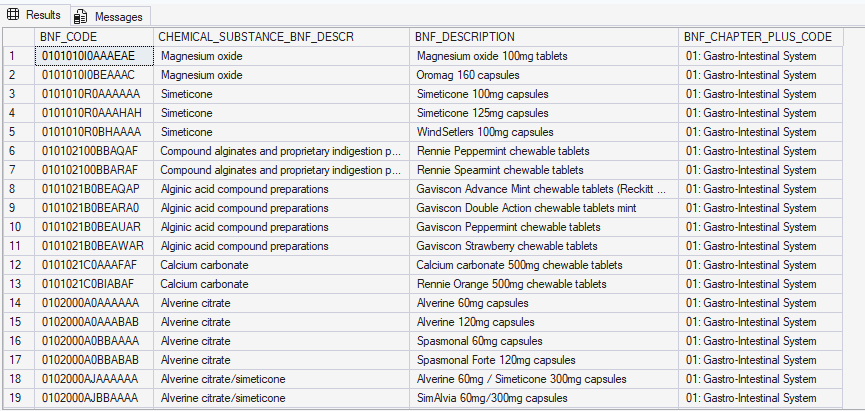 Results Messages
BNF_CODE CHEMICAL_SUBSTANCE_BNF_DESCR BNF_DESCRIPTION BNF_CHAPTER_PLUS_CODE
1 0101010I0AAAEAE Magnesium oxide Magnesium oxide 100mg tablets 01: Gastro-Intestinal System
2 0101010I0BEAAAC Magnesium oxide Oromag 160 capsules 01: Gastro-Intestinal System
3 0101010R0AAAAAA Simeticone Simeticone 100mg capsules 01: Gastro-Intestinal System
4 0101010R0AAAHAH Simeticone Simeticone 125mg capsules 01: Gastro-Intestinal System
5 0101010R0BHAAAA Simeticone WindSetlers 100mg capsules 01: Gastro-Intestinal System
6 010102100BBAQAF Compound alginates and proprietary indigestion p... Rennie Peppermint chewable tablets 01: Gastro-Intestinal System
7 010102100BBARAF Compound alginates and proprietary indigestion p... Rennie Spearmint chewable tablets 01: Gastro-Intestinal System
8 0101021B0BEAQAP Alginic acid compound preparations Gaviscon Advance Mint chewable tablets (Reckitt ... 01: Gastro-Intestinal System
9 0101021B0BEARA0 Alginic acid compound preparations Gaviscon Double Action chewable tablets mint 01: Gastro-Intestinal System
10 0101021B0BEAUAR Alginic acid compound preparations Gaviscon Peppermint chewable tablets 01: Gastro-Intestinal System
11 0101021B0BEAWAR Alginic acid compound preparations Gaviscon Strawberry chewable tablets 01: Gastro-Intestinal System
12 0101021C0AAAFAF Calcium carbonate Calcium carbonate 500mg chewable tablets 01: Gastro-Intestinal System
13 0101021C0BIABAF Calcium carbonate Rennie Orange 500mg chewable tablets 01: Gastro-Intestinal System
14 0102000A0AAAAAA Alverine citrate Alverine 60mg capsules 01: Gastro-Intestinal System
15 0102000A0AAABAB Alverine citrate Alverine 120mg capsules 01: Gastro-Intestinal System
16 0102000A0BBAAAA Alverine citrate Spasmonal 60mg capsules 01: Gastro-Intestinal System
17 0102000A0BBABAB Alverine citrate Spasmonal Forte 120mg capsules 01: Gastro-Intestinal System
18 0102000AJAAAAAA Alverine citrate/simeticone Alverine 60mg / Simeticone 300mg capsules 01: Gastro-Intestinal System
19 0102000AJBBAAAA Alverine citrate/simeticone SimAlvia 60mg/300mg capsules 01: Gastro-Intestinal System